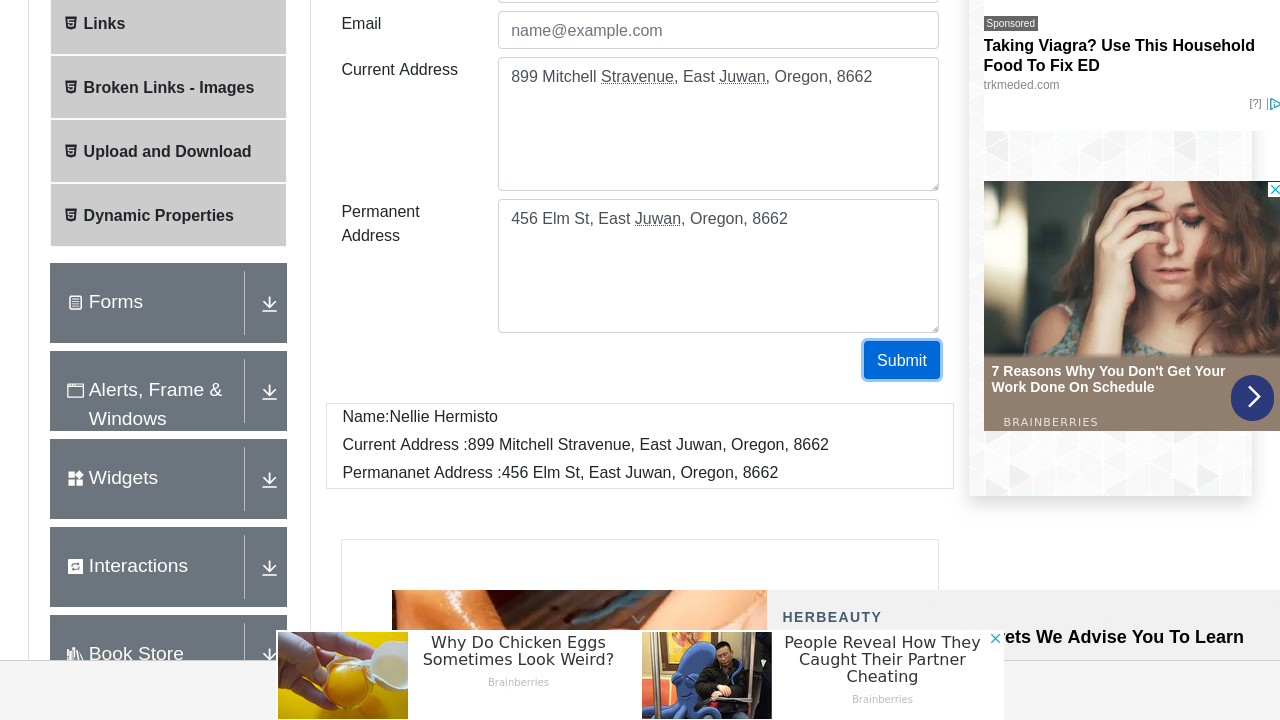 Links
Broken Links - Images
Upload and Download
Dynamic Properties
Forms
Alerts, Frame &
Windows
Widgets
Interactions
Book Store
Email
name@example.com
Current Address
899 Mitchell Stravenue, East Juwan, Oregon, 8662
Permanent
Address
456 Elm St, East Juwan, Oregon, 8662
Submit
Name:Nellie Hermisto
Current Address :899 Mitchell Stravenue, East Juwan, Oregon, 8662
Permananet Address :456 Elm St, East Juwan, Oregon, 8662
Sponsored
Taking Viagra? Use This Household
Food To Fix ED
trkmeded.com
[?]
7 Reasons Why You Don't Get Your
Work Done On Schedule
BRAINBERRIES
HERBEAUTY
We Advise You To Learn
Why Do Chicken Eggs
Sometimes Look Weird?
Brainberries
People Reveal How They
Caught Their Partner
Cheating
Brainberries